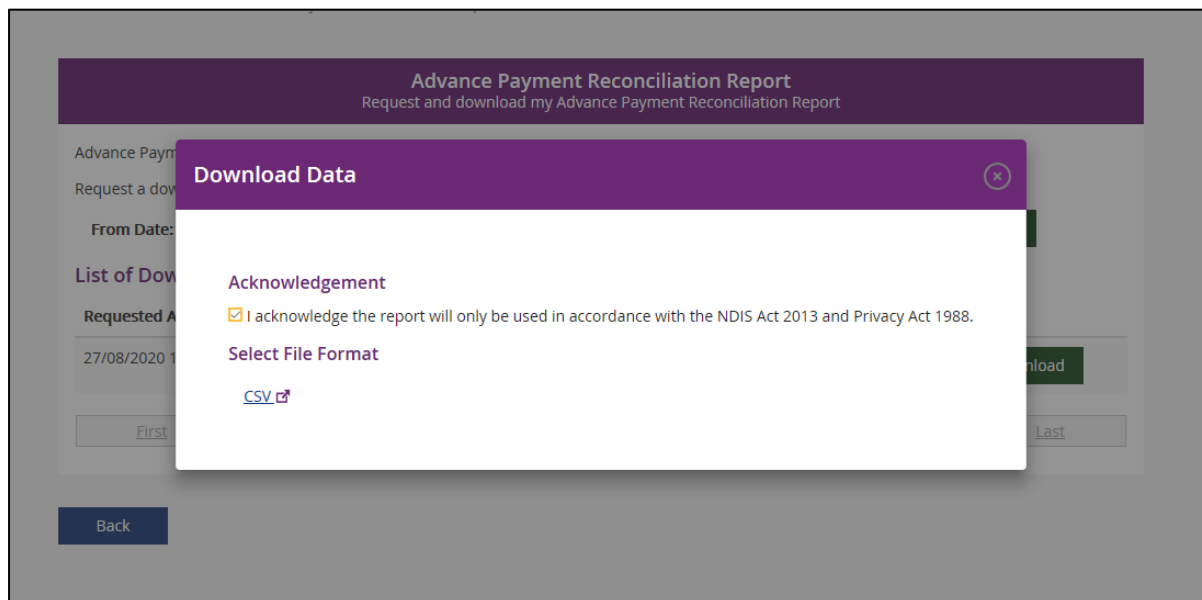 Advance Payment Reconciliation Report
Request and download my Advance Payment Reconciliation Report
Advance Paym
Request a dow
Download Data
From Date:
Acknowledgement
List of Dow
I acknowledge the report will only be used in accordance with the NDIS Act 2013 and Privacy Act 1988.
Requested A
Select File Format
27/08/2020 1
nload
CSV
First
Last
Back